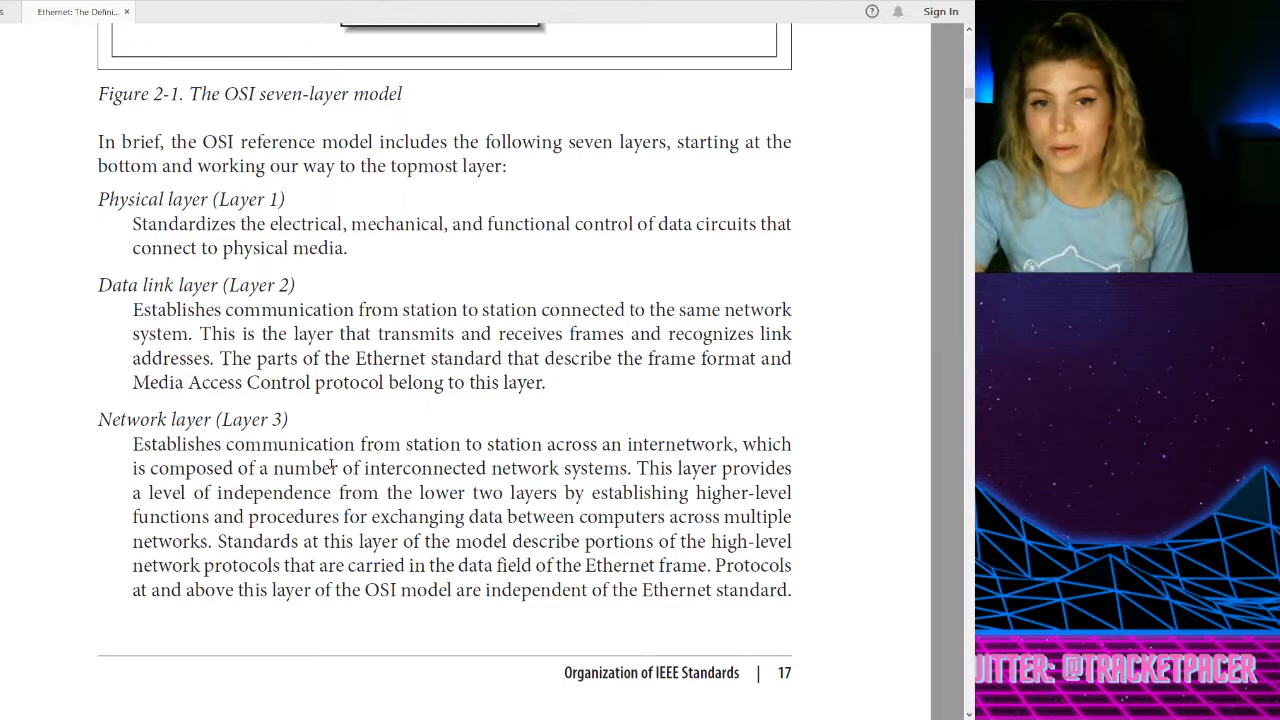 Ethernet: The Defini... ×
Sign In
Figure 2-1. The OSI seven-layer model
In brief, the OSI reference model includes the following seven layers, starting at the
bottom and working our way to the topmost layer:
Physical layer (Layer 1)
Standardizes the electrical, mechanical, and functional control of data circuits that
connect to physical media.
Data link layer (Layer 2)
Establishes communication from station to station connected to the same network
system. This is the layer that transmits and receives frames and recognizes link
addresses. The parts of the Ethernet standard that describe the frame format and
Media Access Control protocol belong to this layer.
Network layer (Layer 3)
Establishes communication from station to station across an internetwork, which
is composed of a number of interconnected network systems. This layer provides
a level of independence from the lower two layers by establishing higher-level
functions and procedures for exchanging data between computers across multiple
networks. Standards at this layer of the model describe portions of the high-level
network protocols that are carried in the data field of the Ethernet frame. Protocols
at and above this layer of the OSI model are independent of the Ethernet standard.
Organization of IEEE Standards | 17
ITTER: @TRACKETPACER